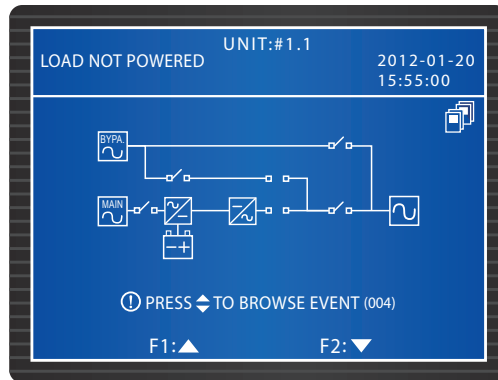 UNIT:#1.1
LOAD NOT POWERED
2012-01-20
15:55:00
BYPA.
MAIN
PRESS TO BROWSE EVENT (004)
F1:
F2: